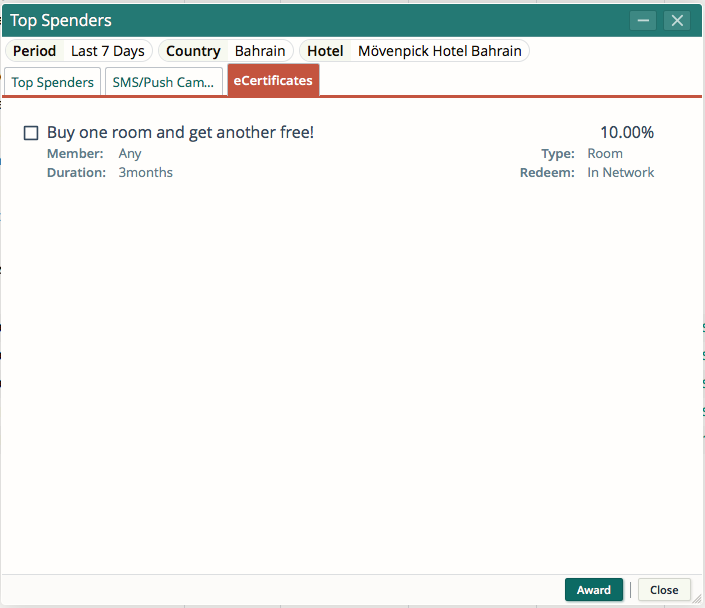 Top Spenders
Period Last 7 Days Country Bahrain Hotel Mövenpick Hotel Bahrain
Top Spenders SMS/Push Cam... eCertificates
Buy one room and get another free! 10.00%
Member: Any Type: Room
Duration: 3months Redeem: In Network
Award Close